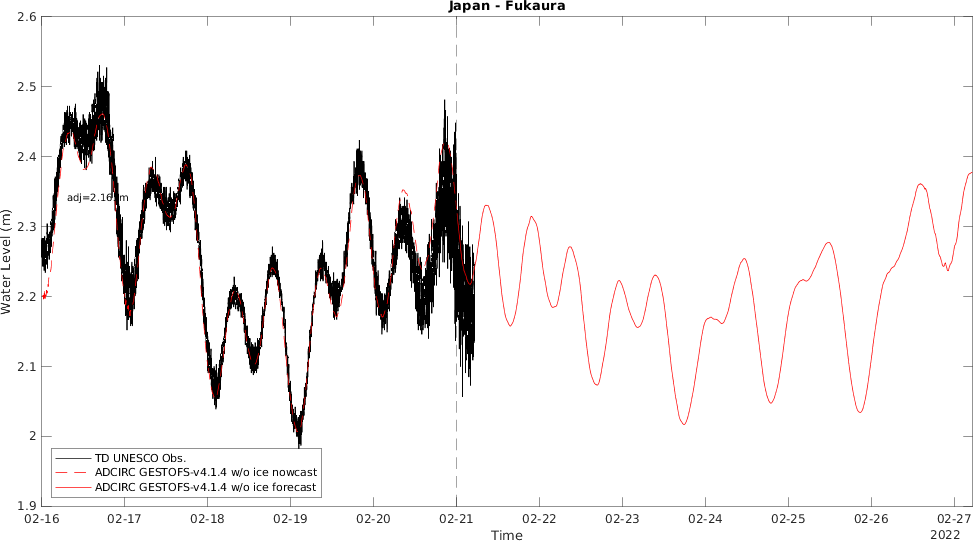 Japan - Fukaura
2.6
2.5
2.4
2.3
2.2
2.1
2
1.9
Water Level (m)
TD UNESCO Obs.
ADCIRC GESTOFS-v4.1.4 w/o ice nowcast
ADCIRC GESTOFS-v4.1.4 w/o ice forecast
02-16 02-17 02-18 02-19 02-20 02-21 02-22 02-23 02-24 02-25 02-26 02-27
Time
2022